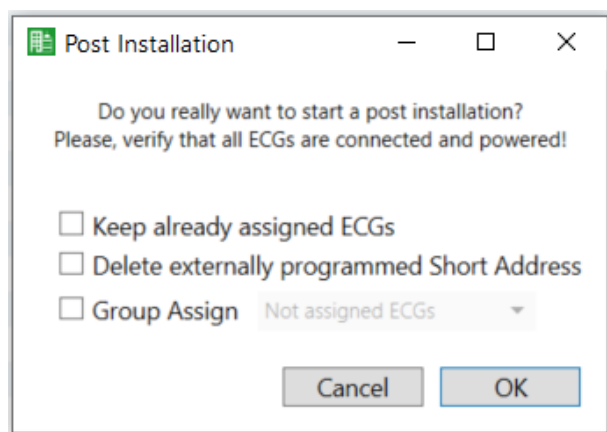 Post Installation
Do you really want to start a post installation?
Please, verify that all ECGs are connected and powered!
Keep already assigned ECGs
Delete externally programmed Short Address
Group Assign Not assigned ECGs
Cancel OK